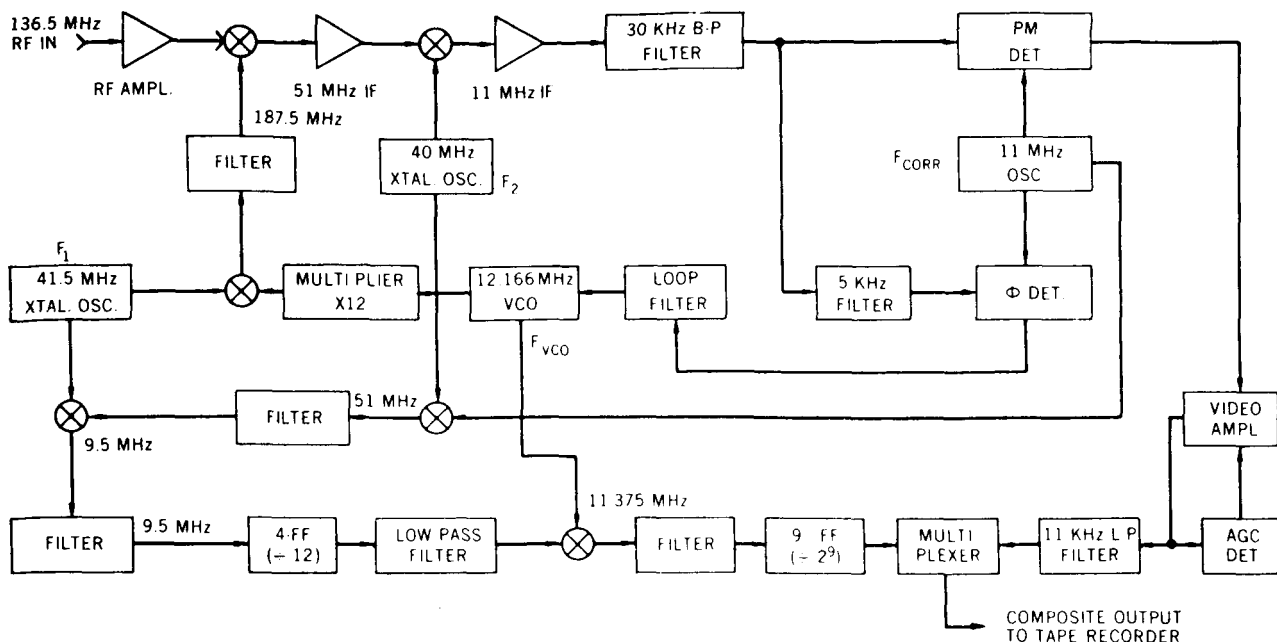 136.5 MHz
RF IN
RF AMPL.
51 MHz IF
11 MHz IF
30 KHz B-P
FILTER
PM
DET
187.5 MHz
FILTER
40 MHz
XTAL. OSC.
F2
FCORR
11 MHz
OSC
F1
41.5 MHz
XTAL. OSC.
MULTI PLIER
X12
12.166 MHz
VCO
LOOP
FILTER
5 KHz
FILTER
Φ DET.
FVCO
51 MHz
FILTER
9.5 MHz
VIDEO
AMPL
11 375 MHz
FILTER
9.5 MHz
4-FF
(÷ 12)
LOW PASS
FILTER
FILTER
9 FF
(÷ 2⁹)
MULTI
PLEXER
11 KHz L P
FILTER
AGC
DET
COMPOSITE OUTPUT
TO TAPE RECORDER